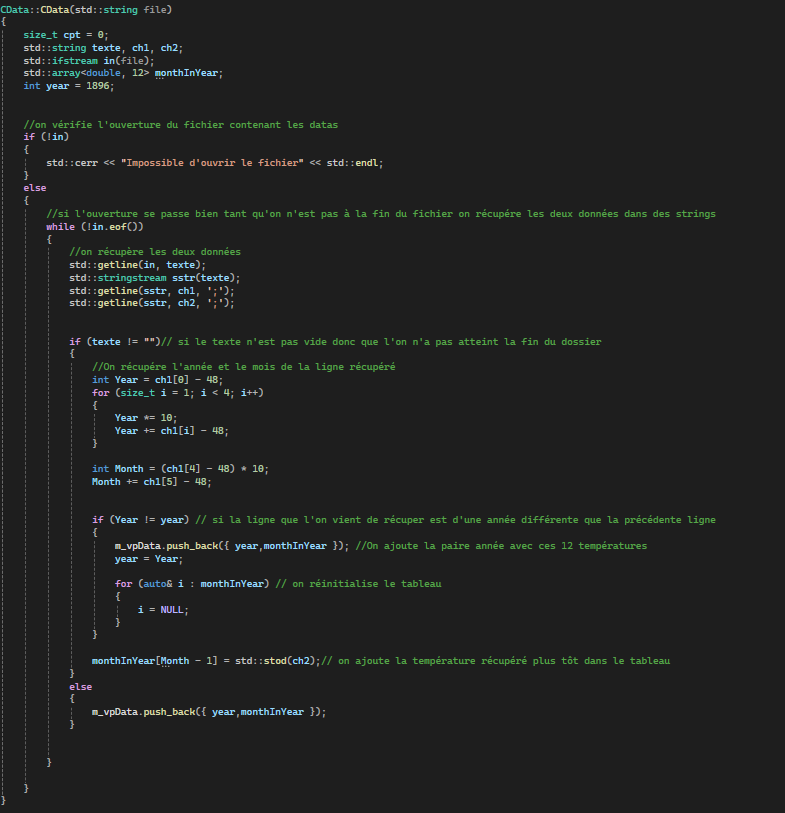 CData::CData(std::string file)
{
size_t cpt = 0;
std::string texte, ch1, ch2;
std::ifstream in(file);
std::array<double, 12> monthInYear;
int year = 1896;
//on vérifie l'ouverture du fichier contenant les datas
if (!in)
{
std::cerr << "Impossible d'ouvrir le fichier" << std::endl;
}
else
{
//si l'ouverture se passe bien tant qu'on n'est pas à la fin du fichier on récupére les deux données dans des strings
while (!in.eof())
{
//on récupère les deux données
std::getline(in, texte);
std::stringstream sstr(texte);
std::getline(sstr, ch1, ';');
std::getline(sstr, ch2, ';');
if (texte != "")// si le texte n'est pas vide donc que l'on n'a pas atteint la fin du dossier
{
//On récupére l'année et le mois de la ligne récupéré
int Year = ch1[0] - 48;
for (size_t i = 1; i < 4; i++)
{
Year *= 10;
Year += ch1[i] - 48;
}
int Month = (ch1[4] - 48) * 10;
Month += ch1[5] - 48;
if (Year != year) // si la ligne que l'on vient de récuper est d'une année différente que la précédente ligne
{
m_vpData.push_back({ year,monthInYear }); //On ajoute la paire année avec ces 12 températures
year = Year;
for (auto& i : monthInYear) // on réinitialise le tableau
{
i = NULL;
}
}
monthInYear[Month - 1] = std::stod(ch2);// on ajoute la température récupéré plus tôt dans le tableau
}
else
{
m_vpData.push_back({ year,monthInYear });
}
}
}
}